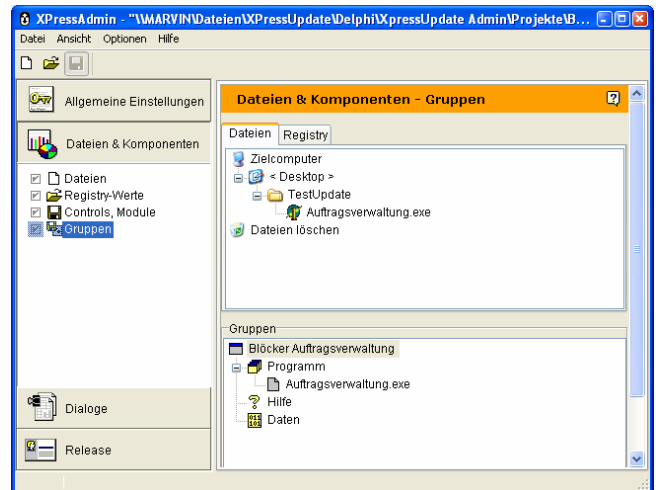 XPressAdmin - "\\MARVIN\Dateien\XPressUpdate\Delphi\XpressUpdate Admin\Projekte\B...
Datei Ansicht Optionen Hilfe
Allgemeine Einstellungen
Dateien & Komponenten
Dateien
Registry-Werte
Controls, Module
Gruppen
Dialoge
Release
Dateien & Komponenten - Gruppen
Dateien Registry
Zielcomputer
< Desktop >
TestUpdate
Auftragsverwaltung.exe
Dateien löschen
Gruppen
Blöcker Auftragsverwaltung
Programm
Auftragsverwaltung.exe
Hilfe
Daten